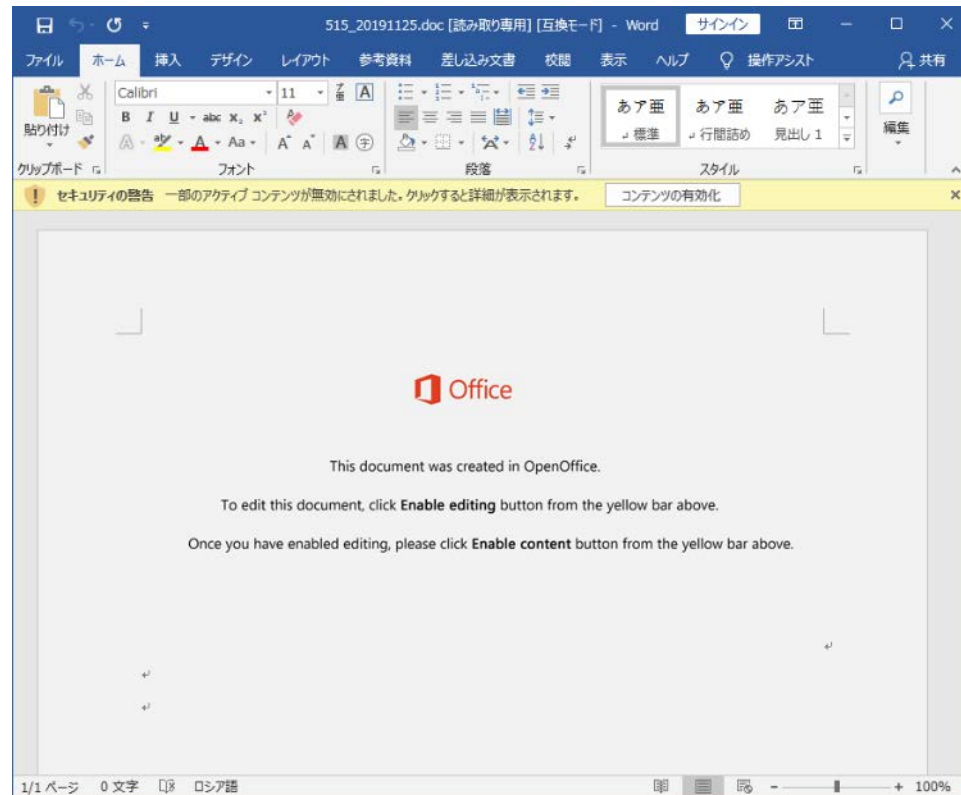 515_20191125.doc [読み取り専用] [互換モード] - Word サインイン
ファイル ホーム 挿入 デザイン レイアウト 参考資料 差し込み文書 校閲 表示 ヘルプ 操作アシスト 共有
貼り付け Calibri 11 あア亜 あア亜 あア亜 編集
B I U abc X₂ X² Aa A A A 標準 行間詰め 見出し 1
クリップボード フォント 段落 スタイル
セキュリティの警告 一部のアクティブ コンテンツが無効にされました。クリックすると詳細が表示されます。 コンテンツの有効化
Office
This document was created in OpenOffice.
To edit this document, click Enable editing button from the yellow bar above.
Once you have enabled editing, please click Enable content button from the yellow bar above.
1/1 ページ 0 文字 ロシア語 100%